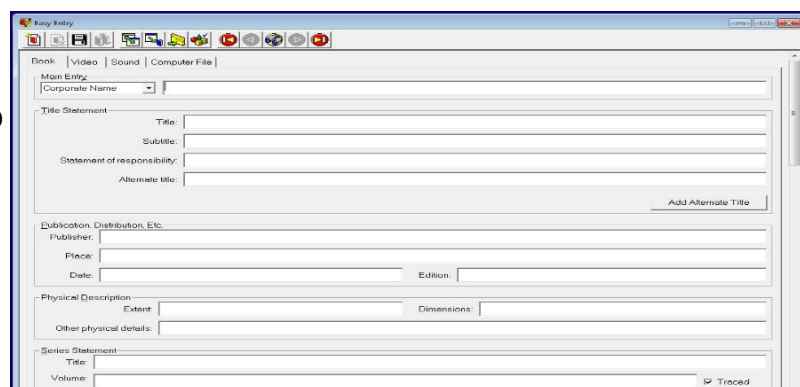 Easy Entry
Book Video Sound Computer File
Main Entry
Corporate Name
Title Statement
Title:
Subtitle:
Statement of responsibility:
Alternate title:
Add Alternate Title
Publication, Distribution, Etc.
Publisher:
Place:
Date: Edition:
Physical Description
Extent: Dimensions:
Other physical details:
Series Statement
Title:
Volume: Traced